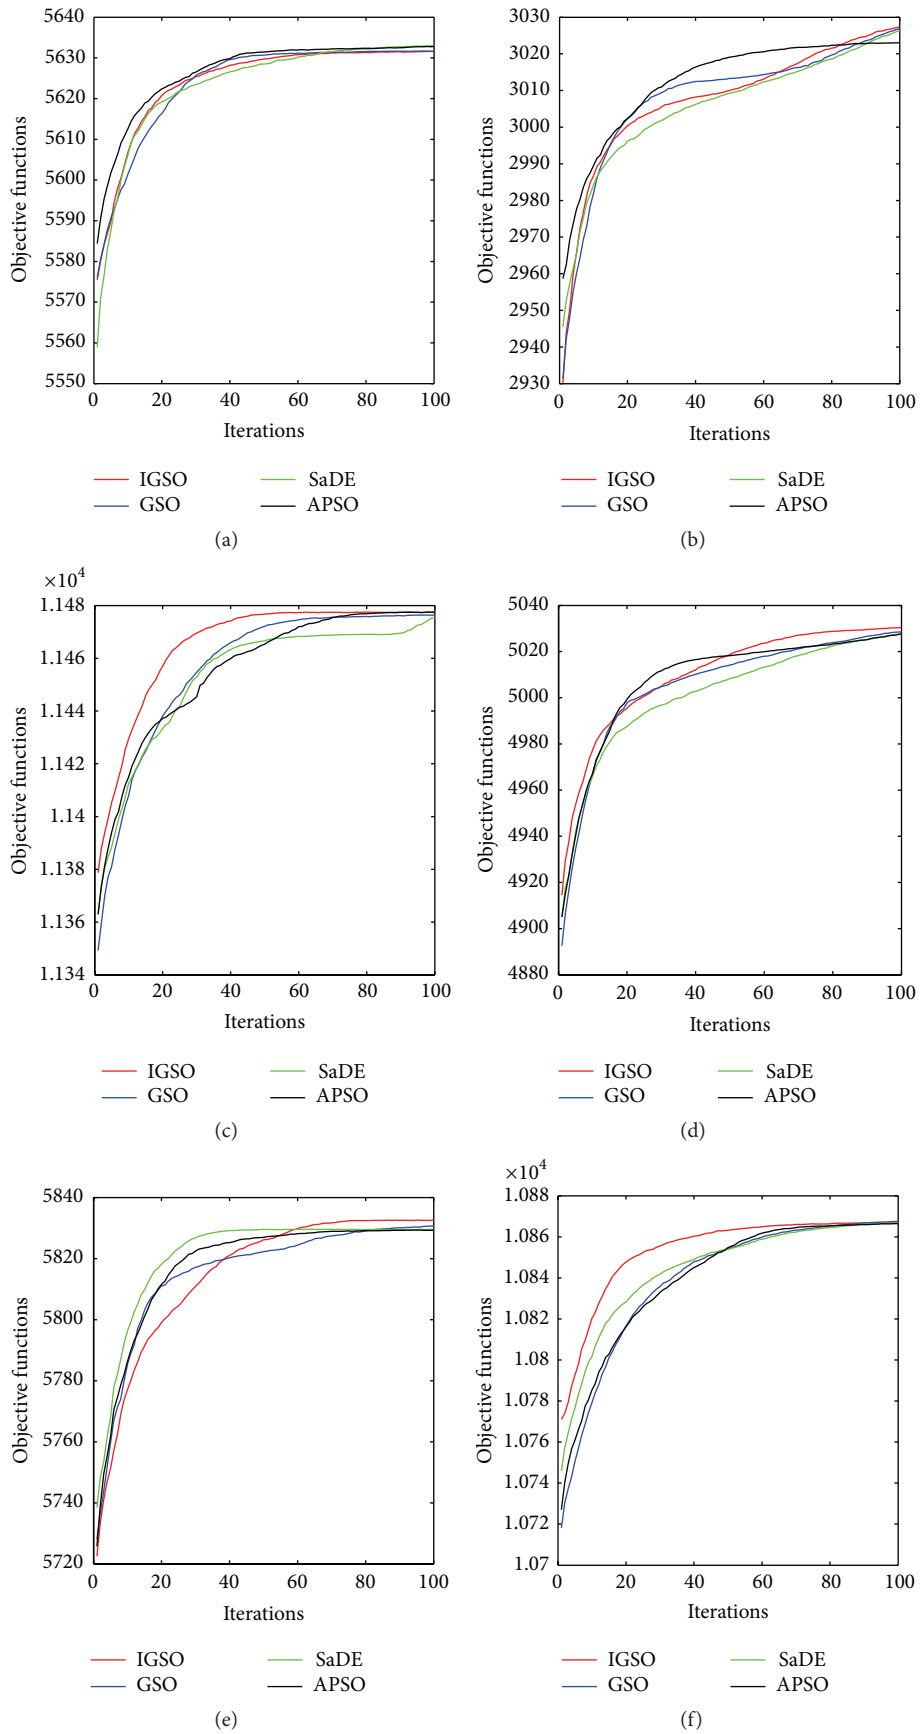 5640
5630
5620
5610
5600
5590
5580
5570
5560
5550
Objective functions
0 20 40 60 80 100
Iterations
IGSO SaDE
GSO APSO
(a)
3030
3020
3010
3000
2990
2980
2970
2960
2950
2940
2930
Objective functions
0 20 40 60 80 100
Iterations
IGSO SaDE
GSO APSO
(b)
×10⁴
1.148
1.146
1.144
1.142
1.14
1.138
1.136
1.134
Objective functions
0 20 40 60 80 100
Iterations
IGSO SaDE
GSO APSO
(c)
5040
5020
5000
4980
4960
4940
4920
4900
4880
Objective functions
0 20 40 60 80 100
Iterations
IGSO SaDE
GSO APSO
(d)
5840
5820
5800
5780
5760
5740
5720
Objective functions
0 20 40 60 80 100
Iterations
IGSO SaDE
GSO APSO
(e)
×10⁴
1.088
1.086
1.084
1.082
1.08
1.078
1.076
1.074
1.072
1.07
Objective functions
0 20 40 60 80 100
Iterations
IGSO SaDE
GSO APSO
(f)